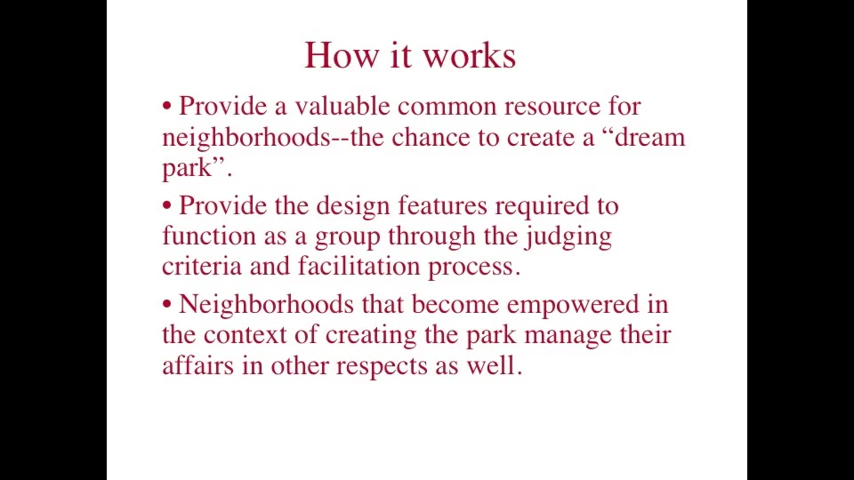 How it works
• Provide a valuable common resource for
neighborhoods--the chance to create a “dream
park”.
• Provide the design features required to
function as a group through the judging
criteria and facilitation process.
• Neighborhoods that become empowered in
the context of creating the park manage their
affairs in other respects as well.